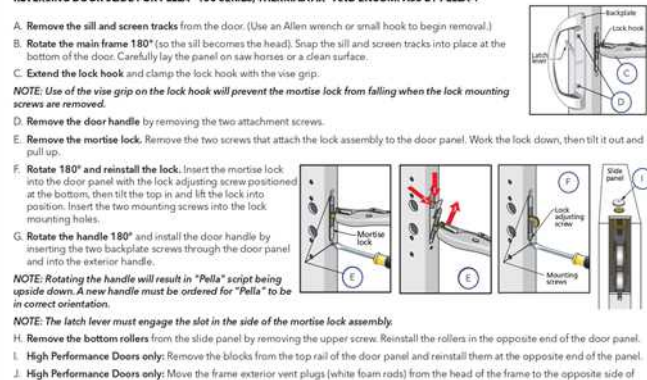 A. Remove the sill and screen tracks from the door. (Use an Allen wrench or small hook to begin removal.)
B. Rotate the main frame 180° (so the sill becomes the head). Snap the sill and screen tracks into place at the
bottom of the door. Carefully lay the panel on saw horses or a clean surface.
C. Extend the lock hook and clamp the lock hook with the vise grip.
NOTE: Use of the vise grip on the lock hook will prevent the mortise lock from falling when the lock mounting
screws are removed.
Backplate
Lock hook
Latch
lever
C
D
D. Remove the door handle by removing the two attachment screws.
E. Remove the mortise lock. Remove the two screws that attach the lock assembly to the door panel. Work the lock down, then tilt it out and
pull up.
F. Rotate 180° and reinstall the lock. Insert the mortise lock
into the door panel with the lock adjusting screw positioned
at the bottom, then tilt the top in and lift the lock into
position. Insert the two mounting screws into the lock
mounting holes.
G. Rotate the handle 180° and install the door handle by
inserting the two backplate screws through the door panel
and into the exterior handle.
NOTE: Rotating the handle will result in "Pella" script being
upside down. A new handle must be ordered for "Pella" to be
in correct orientation.
Mortise
lock
E
E
F
Lock
adjusting
screw
Mounting
screws
Slide
panel
I
NOTE: The latch lever must engage the slot in the side of the mortise lock assembly.
H. Remove the bottom rollers from the slide panel by removing the upper screw. Reinstall the rollers in the opposite end of the door panel.
I. High Performance Doors only: Remove the blocks from the top rail of the door panel and reinstall them at the opposite end of the panel.
J. High Performance Doors only: Move the frame exterior vent plugs (white foam rods) from the head of the frame to the opposite side of